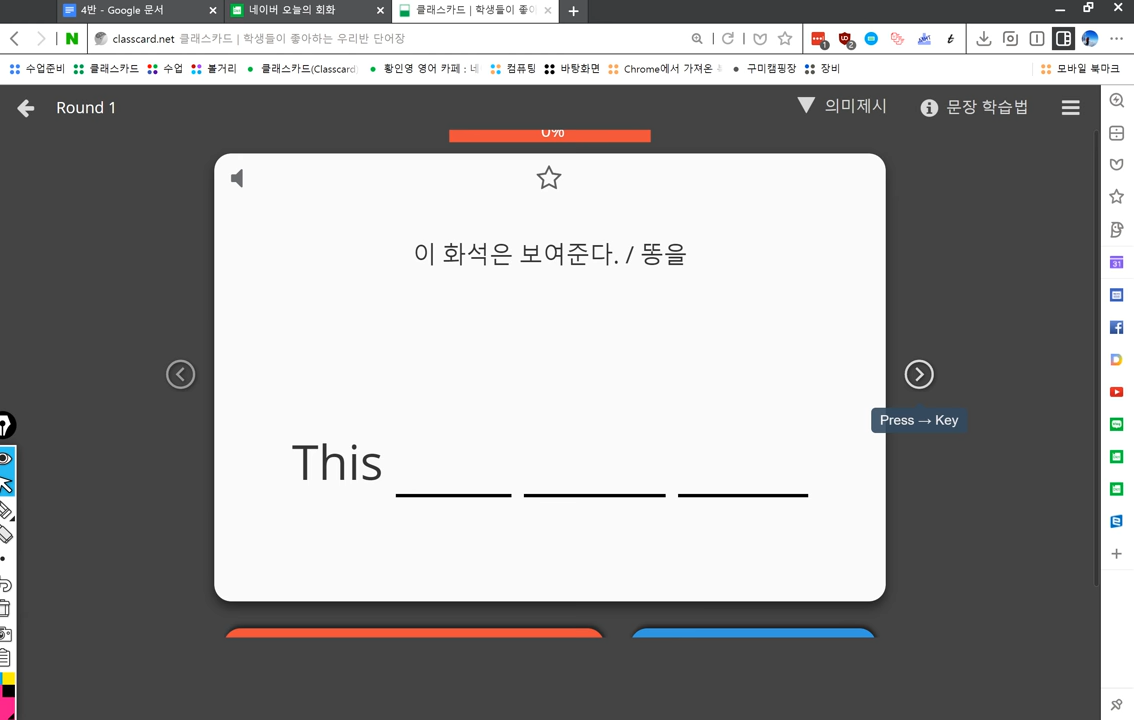 4반 - Google 문서
네이버 오늘의 회화
클래스카드 | 학생들이 좋아
classcard.net 클래스카드 | 학생들이 좋아하는 우리반 단어장
1
2
수업준비
클래스카드
수업
볼거리
클래스카드(Classcard
황인영 영어 카페 : 네
컴퓨팅
바탕화면
Chrome에서 가져온
구미캠핑장
장비
모바일 북마크
Round 1
의미제시
문장 학습법
0%
이 화석은 보여준다. / 똥을
31
Press → Key
This